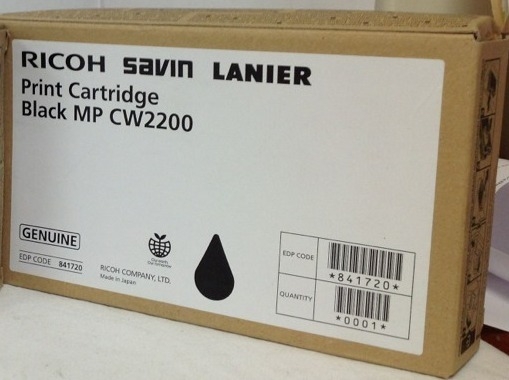 RICOH savin LANIER
Print Cartridge
Black MP CW2200
GENUINE
EDP CODE 841720
RICOH COMPANY, LTD.
Made in Japan
EDP CODE
*841720*
QUANTITY
*0001*